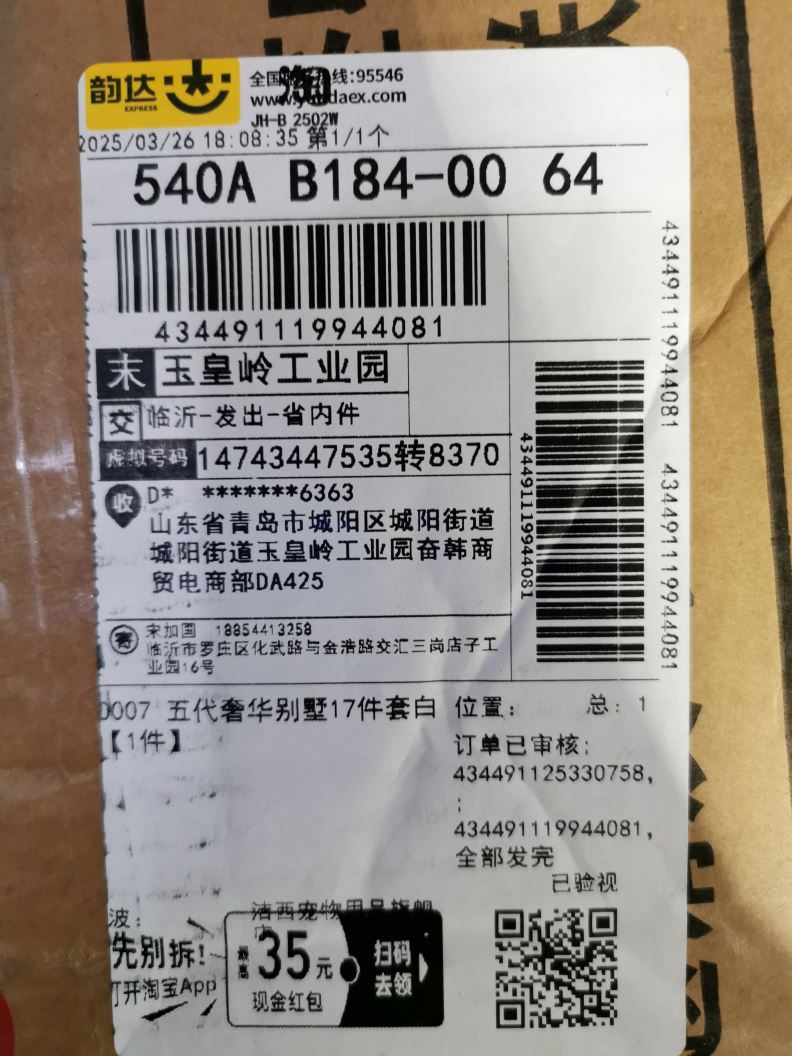 韵达
EXPRESS
全国 热线:95546
淘
JH-B 2502W
2025/03/26 18:08:35 第1/1个
540A B184-00 64
434491119944081
末 玉皇岭工业园
交 临沂-发出-省内件
虚拟号码 14743447535转8370
收 D* *******6363
山东省青岛市城阳区城阳街道
城阳街道玉皇岭工业园奋韩商
贸电商部DA425
寄 宋加国 18854413258
临沂市罗庄区化武路与金浩路交汇三岗店子工
业园16号
434491119944081
434491119944081
434491119944081
0007 五代奢华别墅17件套白
【1件】
位置: 总: 1
订单已审核;
434491125330758,
;
434491119944081,
全部发完
已验视
波:
先别拆!
打开淘宝App
最高35元
现金红包
扫码
去领